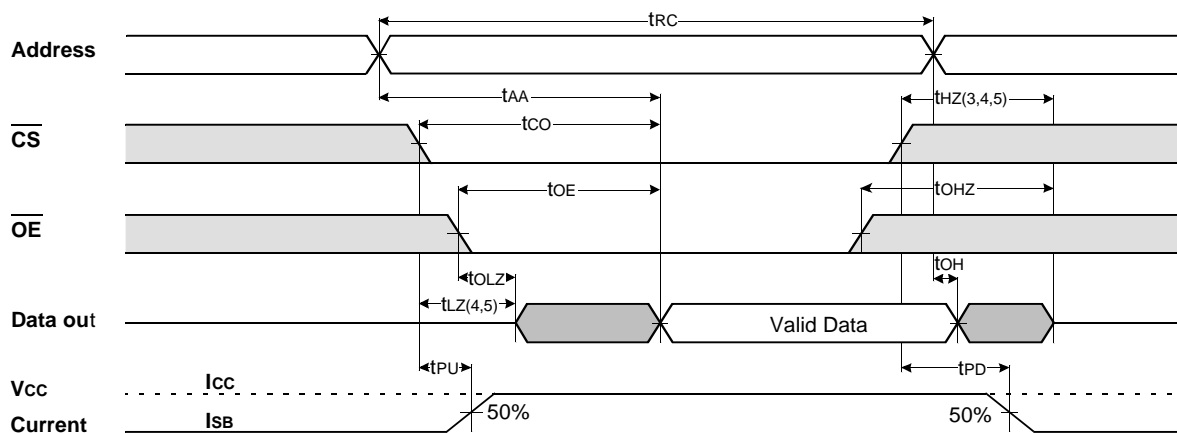 tRC
Address
tAA
tHZ(3,4,5)
tCO
CS
tOE
tOHZ
OE
tOH
tOLZ
tLZ(4,5)
Data out
Valid Data
tPU
tPD
VCC
ICC
50%
50%
Current
ISB